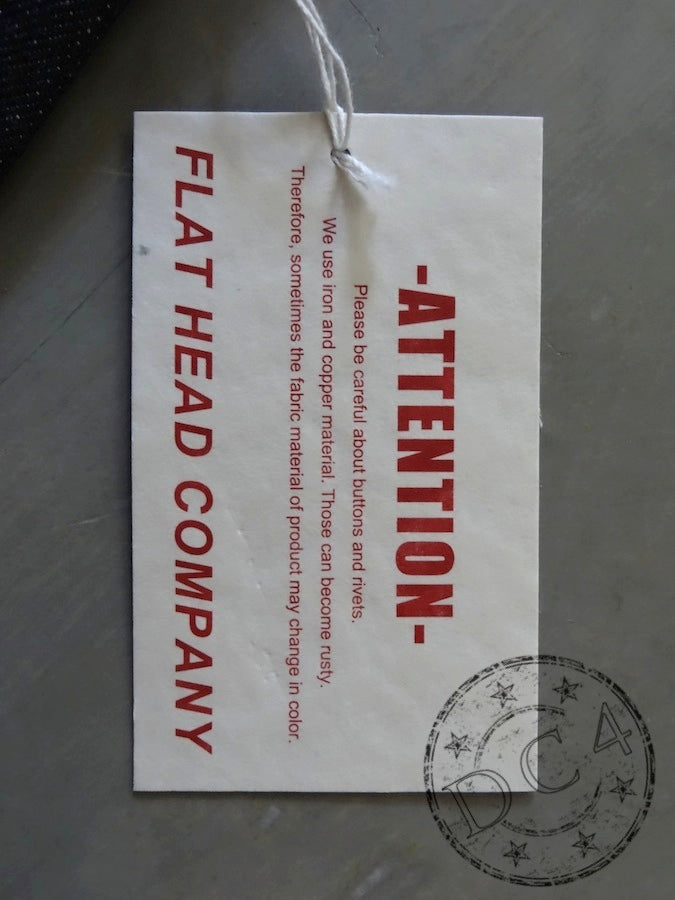 -ATTENTION-
Please be careful about buttons and rivets.
We use iron and copper material. Those can become rusty.
Therefore, sometimes the fabric material of product may change in color.
FLAT HEAD COMPANY
DC4